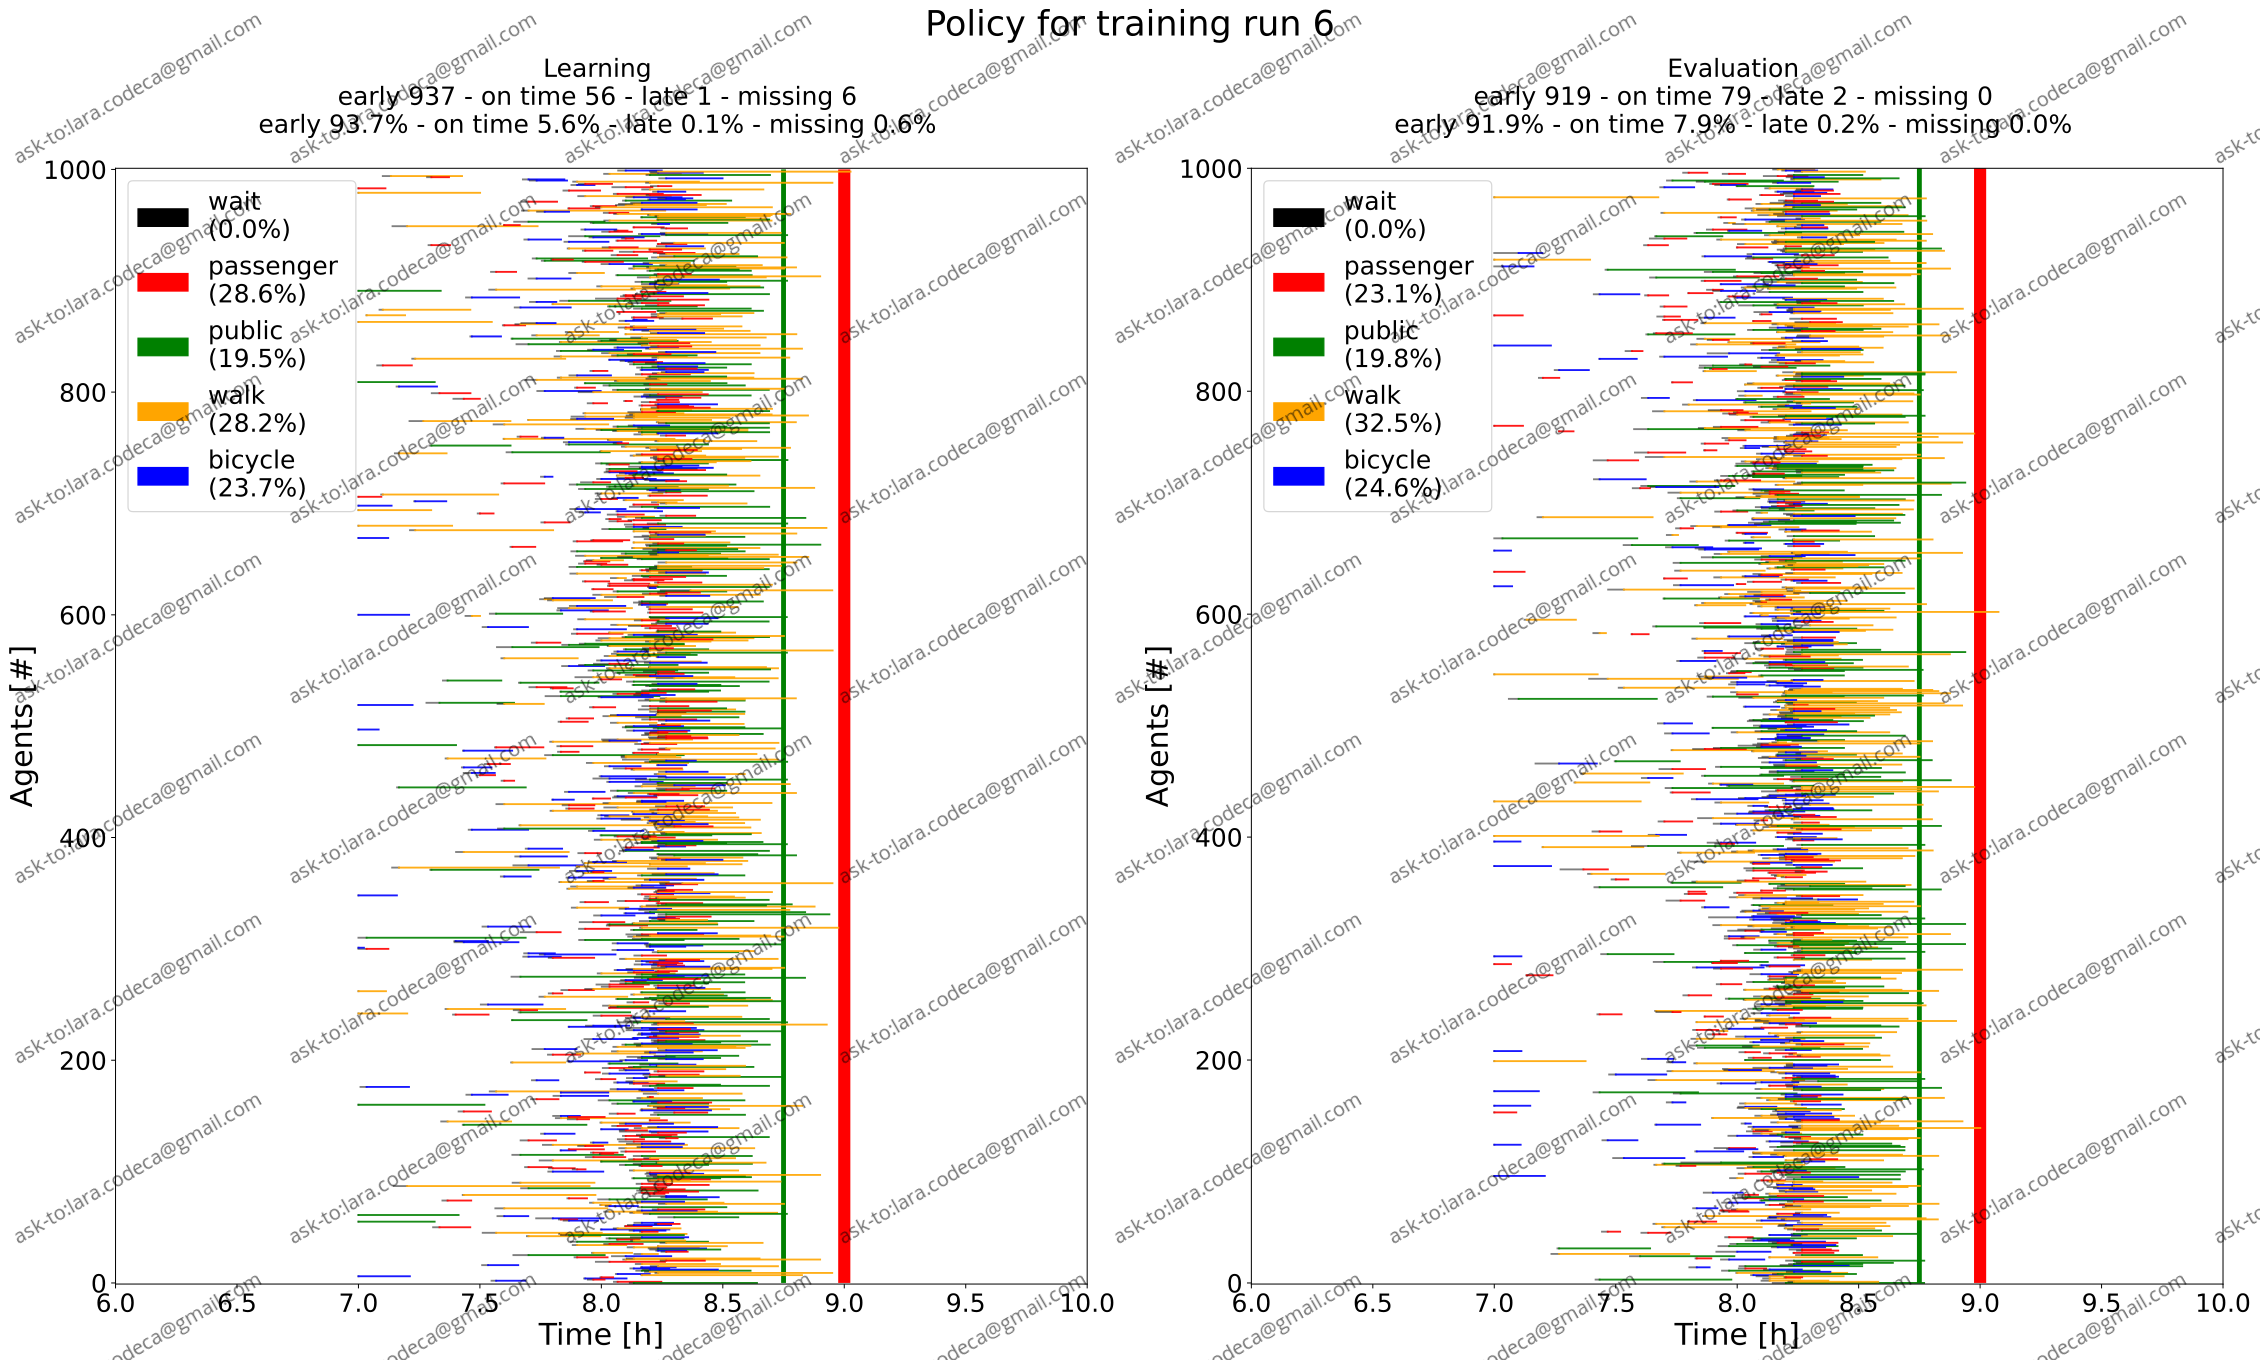 Policy for training run 6
Learning
early 937 - on time 56 - late 1 - missing 6
early 93.7% - on time 5.6% - late 0.1% - missing 0.6%
wait
(0.0%)
passenger
(28.6%)
public
(19.5%)
walk
(28.2%)
bicycle
(23.7%)
Agents [#]
1000
800
600
400
200
0
6.0 6.5 7.0 7.5 8.0 8.5 9.0 9.5 10.0
Time [h]
Evaluation
early 919 - on time 79 - late 2 - missing 0
early 91.9% - on time 7.9% - late 0.2% - missing 0.0%
wait
(0.0%)
passenger
(23.1%)
public
(19.8%)
walk
(32.5%)
bicycle
(24.6%)
Agents [#]
1000
800
600
400
200
0
6.0 6.5 7.0 7.5 8.0 8.5 9.0 9.5 10.0
Time [h]
ask-to:lara.codeca@gmail.com